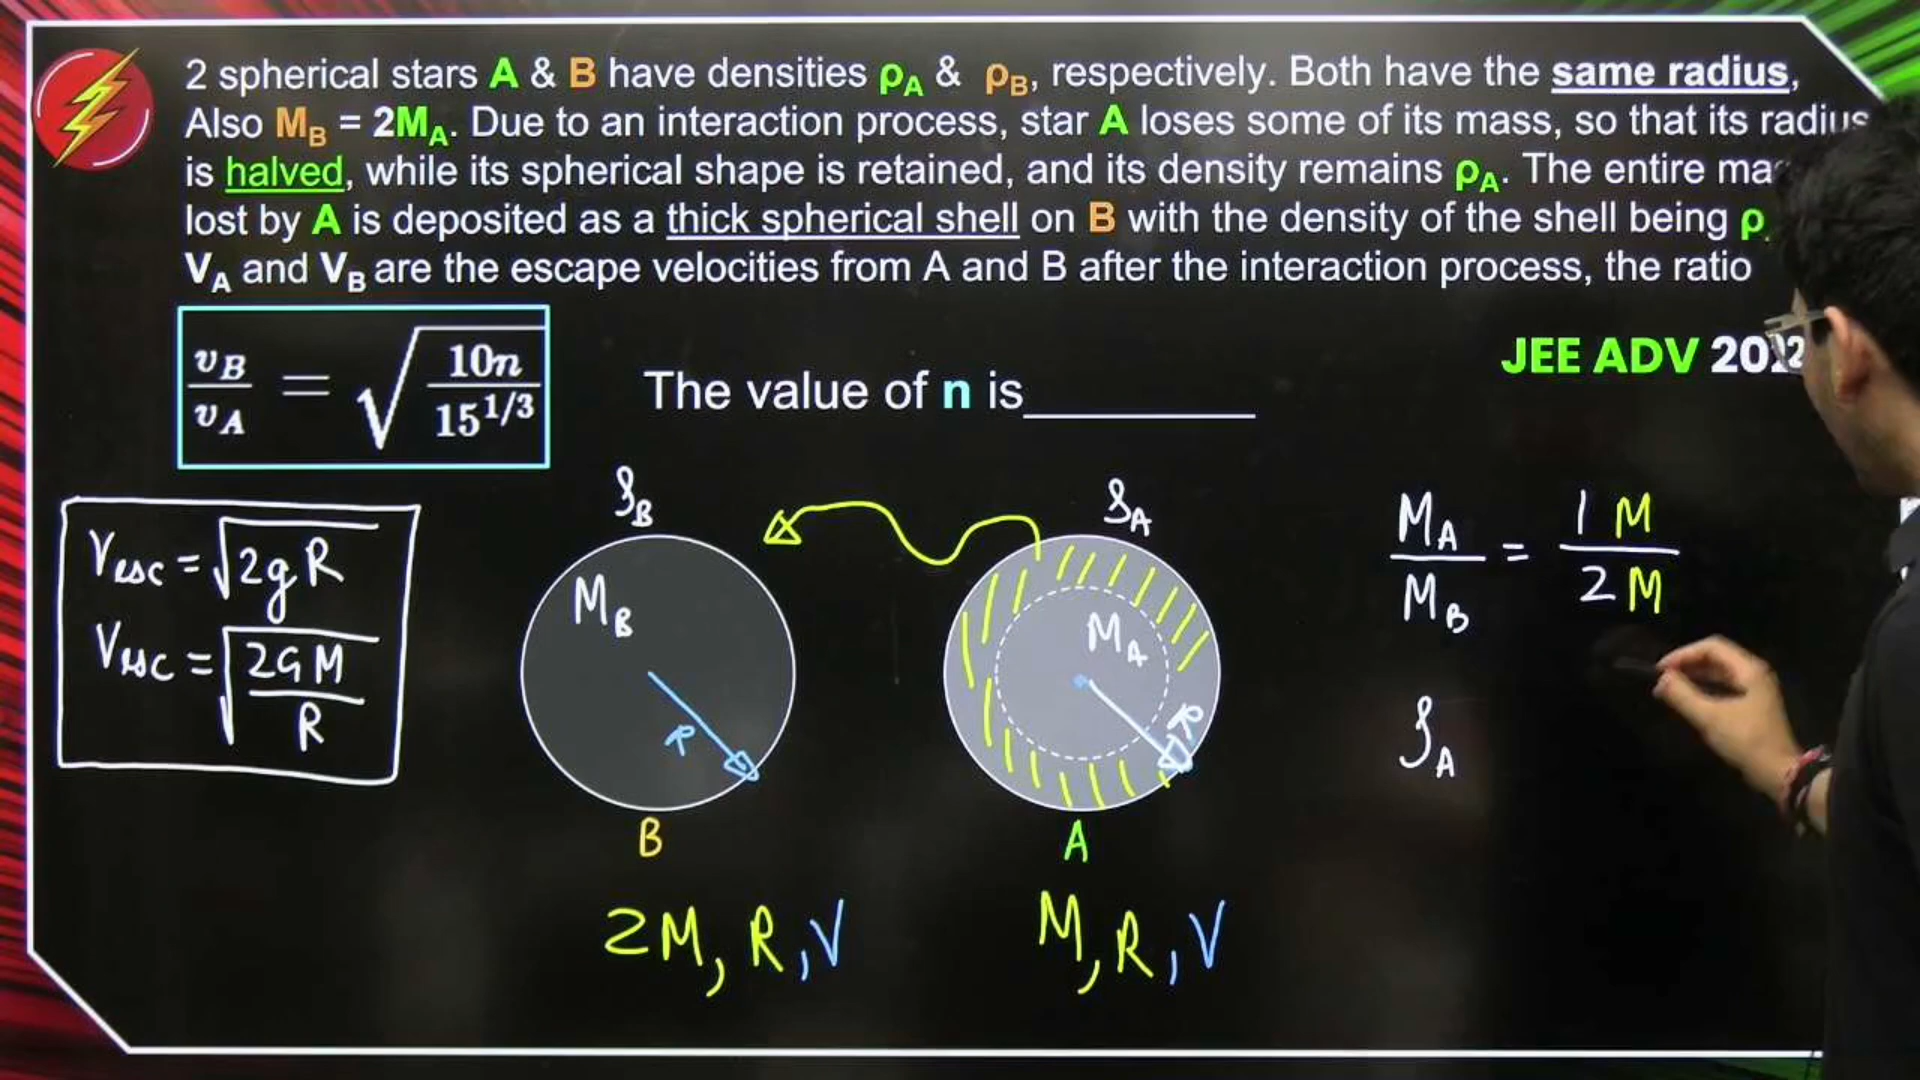 2 spherical stars A & B have densities ρA & ρB, respectively. Both have the same radius,
Also MB = 2MA. Due to an interaction process, star A loses some of its mass, so that its radius
is halved, while its spherical shape is retained, and its density remains ρA. The entire
lost by A is deposited as a thick spherical shell on B with the density of the shell being ρ
VA and VB are the escape velocities from A and B after the interaction process, the ratio
vB/vA = √(10n/15^1/3)
The value of n is__________
JEE ADV 2022
Vesc = √2gR
Vesc = √(2GM/R)
ρB
MB
R
B
2M, R, V
ρA
MA
R
A
M, R, V
MA/MB = 1M/2M
ρA